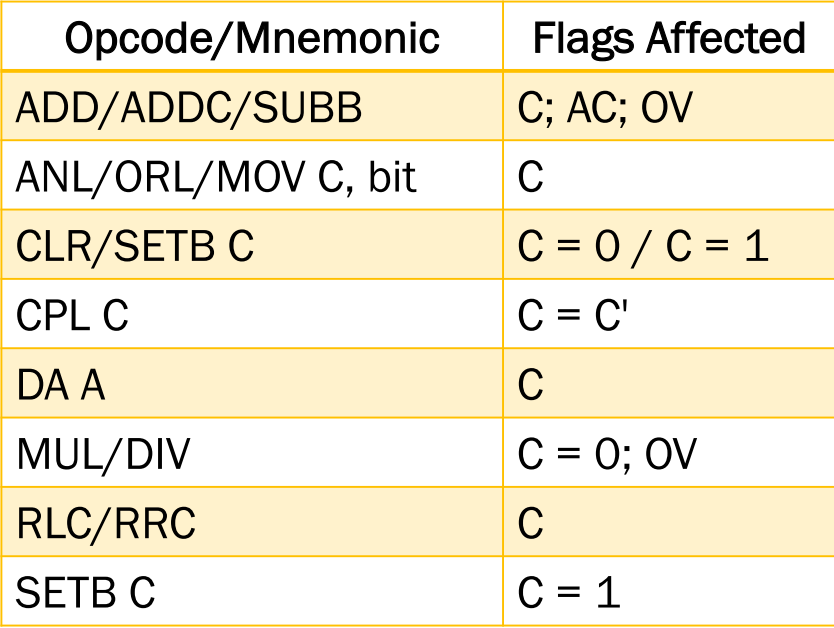 Opcode/Mnemonic Flags Affected
ADD/ADDC/SUBB C; AC; OV
ANL/ORL/MOV C, bit C
CLR/SETB C C = 0 / C = 1
CPL C C = C'
DA A C
MUL/DIV C = 0; OV
RLC/RRC C
SETB C C = 1